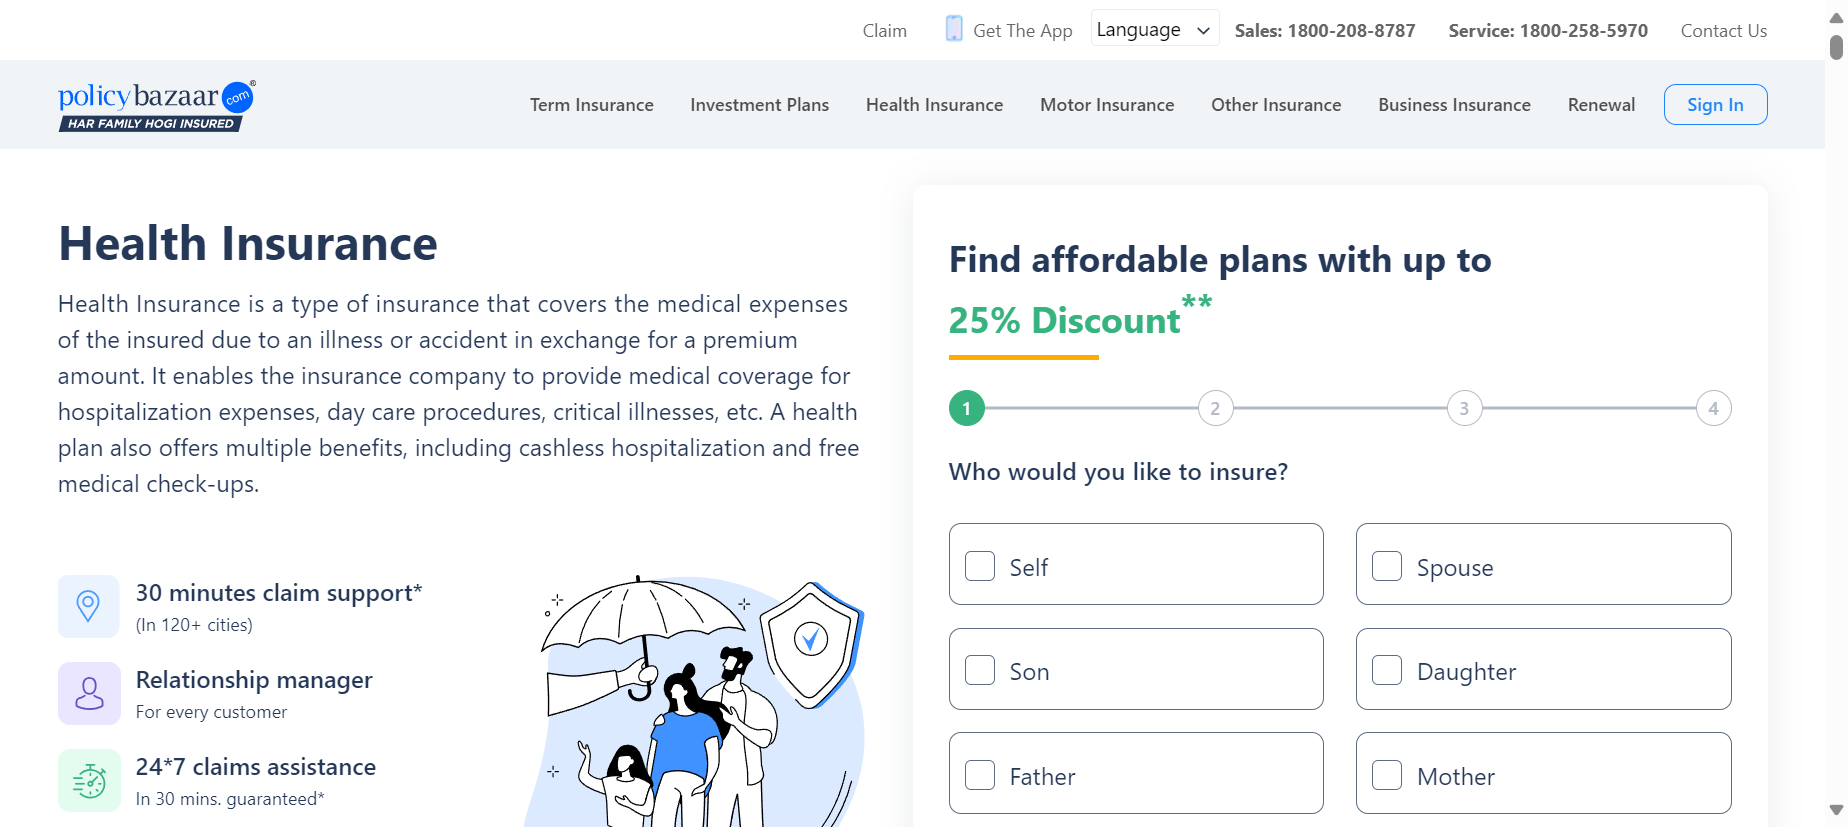 Claim
Get The App
Language
Sales: 1800-208-8787
Service: 1800-258-5970
Contact Us
policybazaar.com®
HAR FAMILY HOGI INSURED
Term Insurance
Investment Plans
Health Insurance
Motor Insurance
Other Insurance
Business Insurance
Renewal
Sign In
Health Insurance
Health Insurance is a type of insurance that covers the medical expenses
of the insured due to an illness or accident in exchange for a premium
amount. It enables the insurance company to provide medical coverage for
hospitalization expenses, day care procedures, critical illnesses, etc. A health
plan also offers multiple benefits, including cashless hospitalization and free
medical check-ups.
30 minutes claim support*
(In 120+ cities)
Relationship manager
For every customer
24*7 claims assistance
In 30 mins. guaranteed*
Find affordable plans with up to
25% Discount**
1
2
3
4
Who would you like to insure?
Self
Spouse
Son
Daughter
Father
Mother